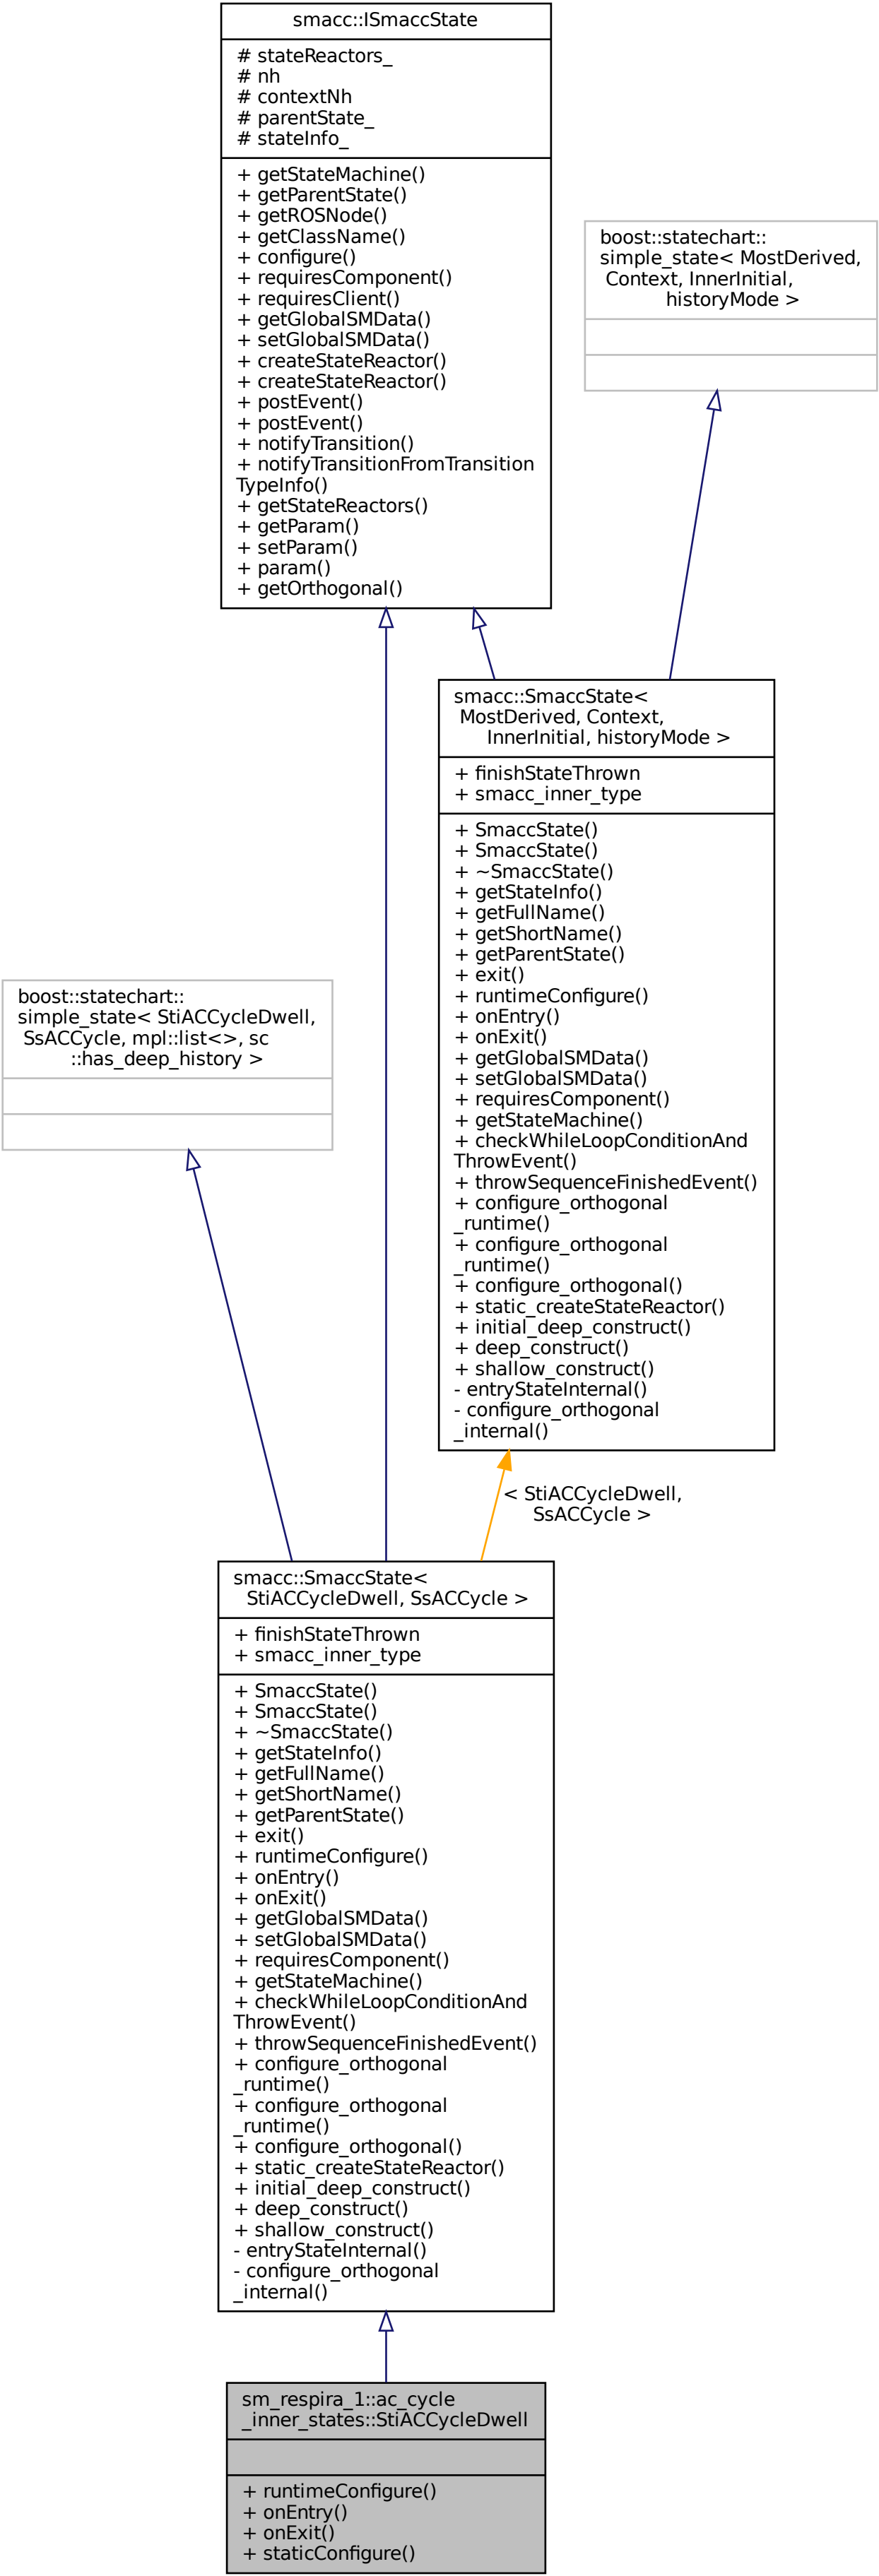 smacc::ISmaccState
# stateReactors_
# nh
# contextNh
# parentState_
# stateInfo_
+ getStateMachine()
+ getParentState()
+ getROSNode()
+ getClassName()
+ configure()
+ requiresComponent()
+ requiresClient()
+ getGlobalSMData()
+ setGlobalSMData()
+ createStateReactor()
+ createStateReactor()
+ postEvent()
+ postEvent()
+ notifyTransition()
+ notifyTransitionFromTransition
TypeInfo()
+ getStateReactors()
+ getParam()
+ setParam()
+ param()
+ getOrthogonal()
boost::statechart::
simple_state< MostDerived,
Context, InnerInitial,
historyMode >
smacc::SmaccState<
MostDerived, Context,
InnerInitial, historyMode >
+ finishStateThrown
+ smacc_inner_type
+ SmaccState()
+ SmaccState()
+ ~SmaccState()
+ getStateInfo()
+ getFullName()
+ getShortName()
+ getParentState()
+ exit()
+ runtimeConfigure()
+ onEntry()
+ onExit()
+ getGlobalSMData()
+ setGlobalSMData()
+ requiresComponent()
+ getStateMachine()
+ checkWhileLoopConditionAnd
ThrowEvent()
+ throwSequenceFinishedEvent()
+ configure_orthogonal
_runtime()
+ configure_orthogonal
_runtime()
+ configure_orthogonal()
+ static_createStateReactor()
+ initial_deep_construct()
+ deep_construct()
+ shallow_construct()
- entryStateInternal()
- configure_orthogonal
_internal()
boost::statechart::
simple_state< StiACCycleDwell,
SsACCycle, mpl::list<>, sc
::has_deep_history >
< StiACCycleDwell,
SsACCycle >
smacc::SmaccState<
StiACCycleDwell, SsACCycle >
+ finishStateThrown
+ smacc_inner_type
+ SmaccState()
+ SmaccState()
+ ~SmaccState()
+ getStateInfo()
+ getFullName()
+ getShortName()
+ getParentState()
+ exit()
+ runtimeConfigure()
+ onEntry()
+ onExit()
+ getGlobalSMData()
+ setGlobalSMData()
+ requiresComponent()
+ getStateMachine()
+ checkWhileLoopConditionAnd
ThrowEvent()
+ throwSequenceFinishedEvent()
+ configure_orthogonal
_runtime()
+ configure_orthogonal
_runtime()
+ configure_orthogonal()
+ static_createStateReactor()
+ initial_deep_construct()
+ deep_construct()
+ shallow_construct()
- entryStateInternal()
- configure_orthogonal
_internal()
sm_respira_1::ac_cycle
_inner_states::StiACCycleDwell
+ runtimeConfigure()
+ onEntry()
+ onExit()
+ staticConfigure()